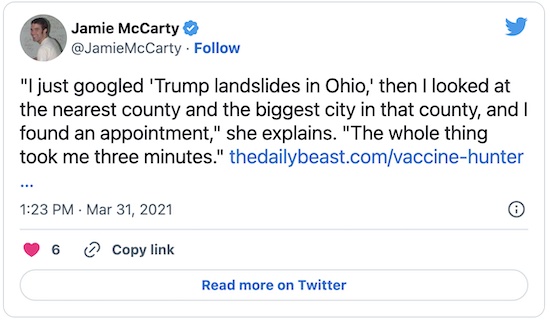 Jamie McCarty
@JamieMcCarty · Follow
"I just googled 'Trump landslides in Ohio,' then I looked at
the nearest county and the biggest city in that county, and I
found an appointment," she explains. "The whole thing
took me three minutes." thedailybeast.com/vaccine-hunter
...
1:23 PM · Mar 31, 2021
6 Copy link
Read more on Twitter